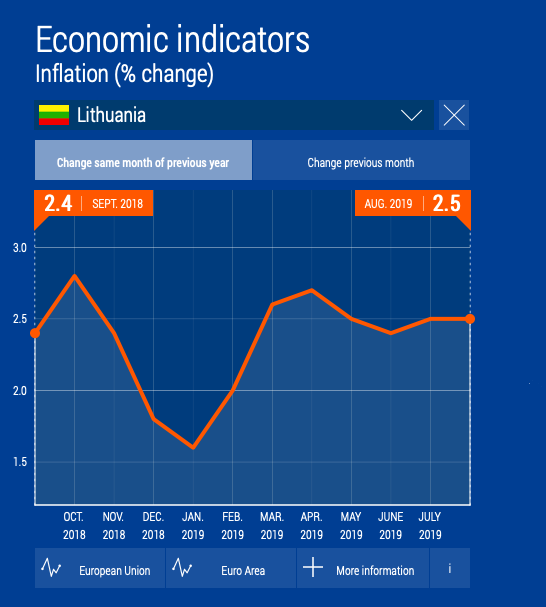 Economic indicators
Inflation (% change)
Lithuania
Change same month of previous year
Change previous month
2.4 SEPT. 2018
AUG. 2019 2.5
3.0
2.5
2.0
1.5
OCT. NOV. DEC. JAN. FEB. MAR. APR. MAY JUNE JULY
2018 2018 2018 2019 2019 2019 2019 2019 2019 2019
European Union
Euro Area
More information
i